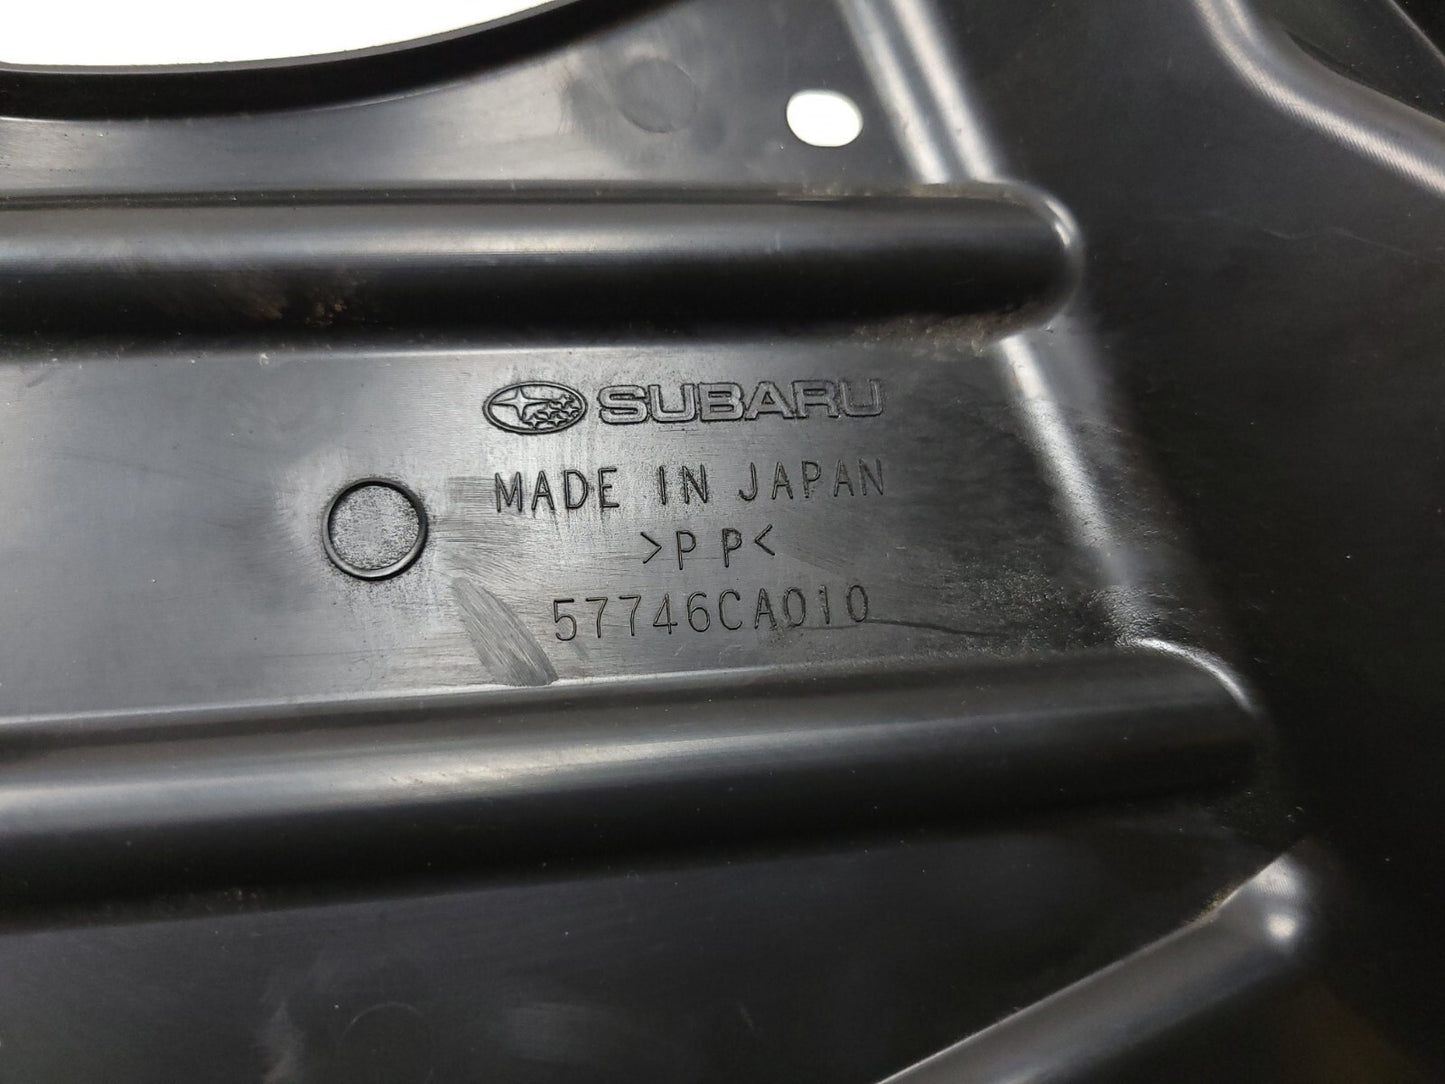 SUBARU
MADE IN JAPAN
>PP<
57746CA010